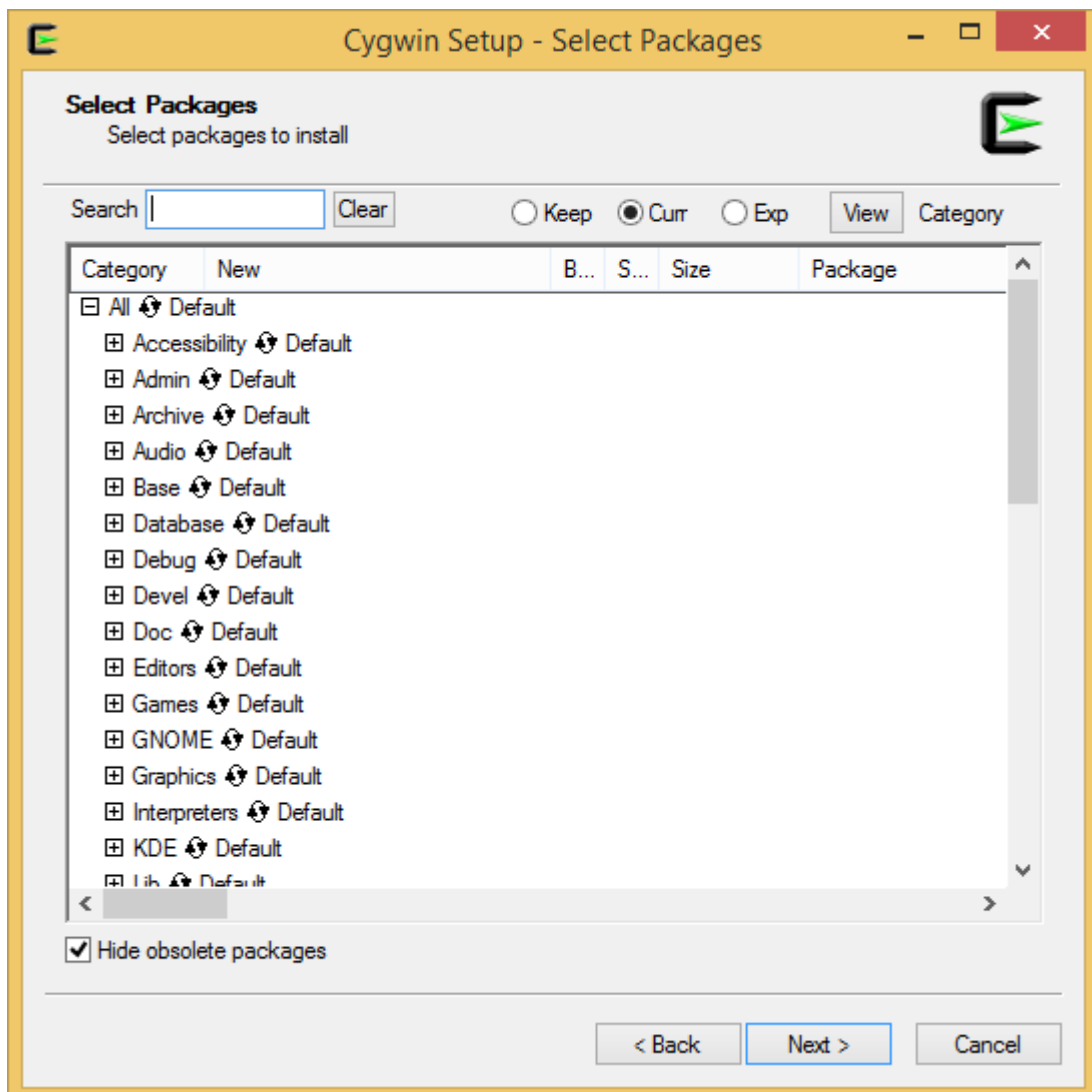 Cygwin Setup - Select Packages
Select Packages
Select packages to install
Search Clear Keep Curr Exp View Category
Category New B... S... Size Package
All Default
Accessibility Default
Admin Default
Archive Default
Audio Default
Base Default
Database Default
Debug Default
Devel Default
Doc Default
Editors Default
Games Default
GNOME Default
Graphics Default
Interpreters Default
KDE Default
Lib Default
Hide obsolete packages
< Back Next > Cancel